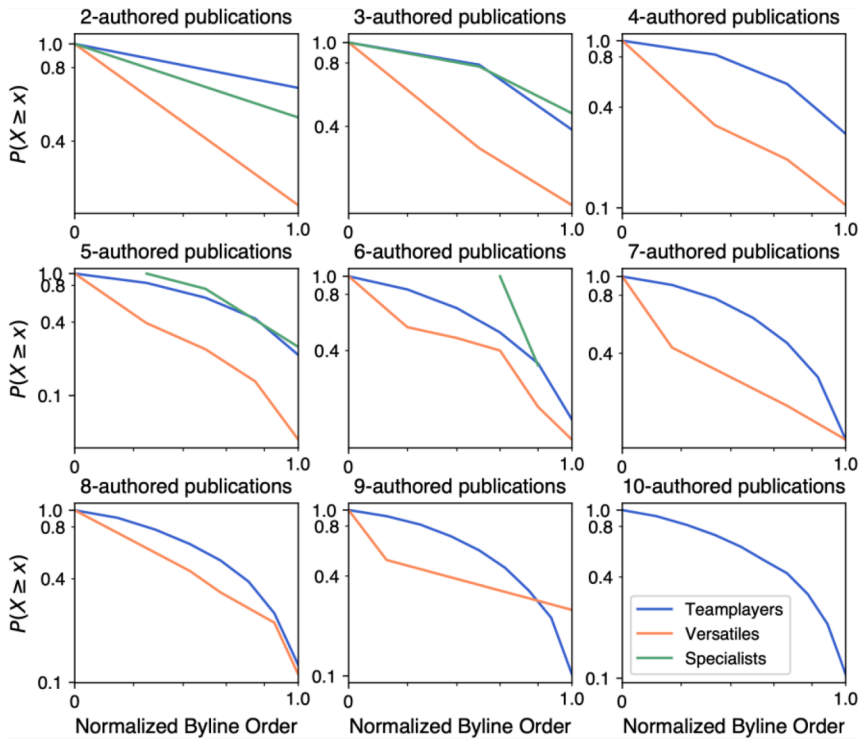 2-authored publications
3-authored publications
4-authored publications
P(X ≥ x)
1.0
0.8
0.4
0
1.0
1.0
0.8
0.4
0
1.0
1.0
0.8
0.4
0.1
0
1.0
5-authored publications
6-authored publications
7-authored publications
P(X ≥ x)
1.0
0.8
0.4
0.1
0
1.0
1.0
0.8
0.4
0
1.0
1.0
0.8
0.4
0
1.0
8-authored publications
9-authored publications
10-authored publications
P(X ≥ x)
1.0
0.8
0.4
0.1
0
1.0
1.0
0.8
0.4
0.1
0
1.0
1.0
0.8
0.4
0.1
0
1.0
Teamplayers
Versatiles
Specialists
Normalized Byline Order
Normalized Byline Order
Normalized Byline Order